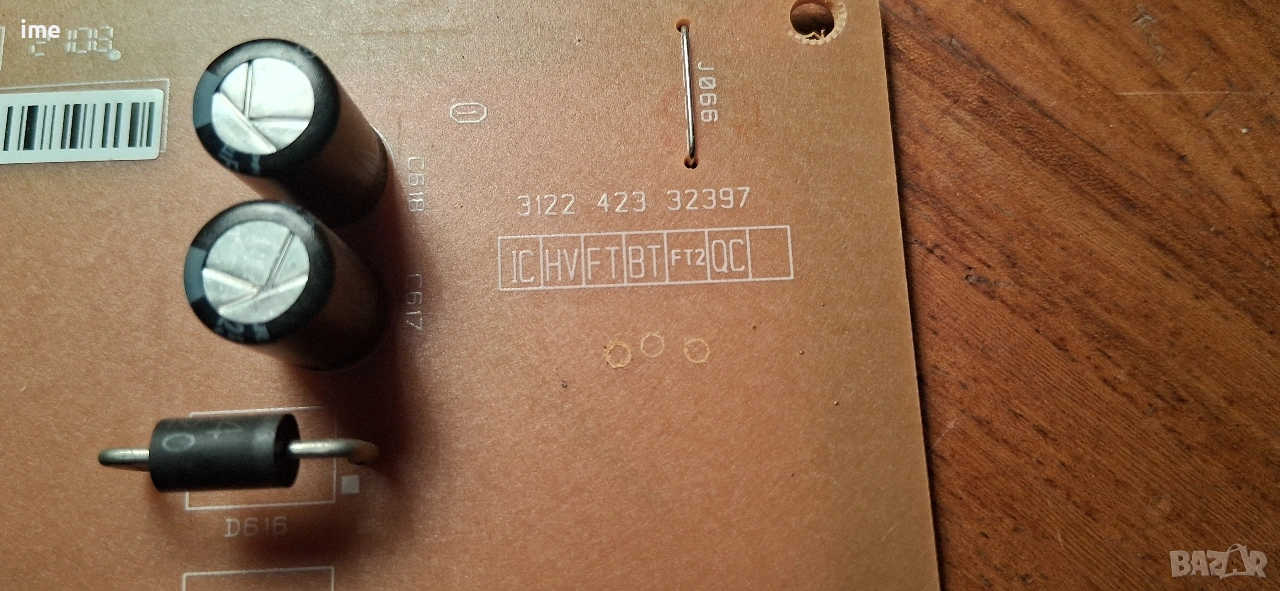 ime
J066
C618
3122 423 32397
IC HV FT BT FT2 QC
C617
D616
BAZAR